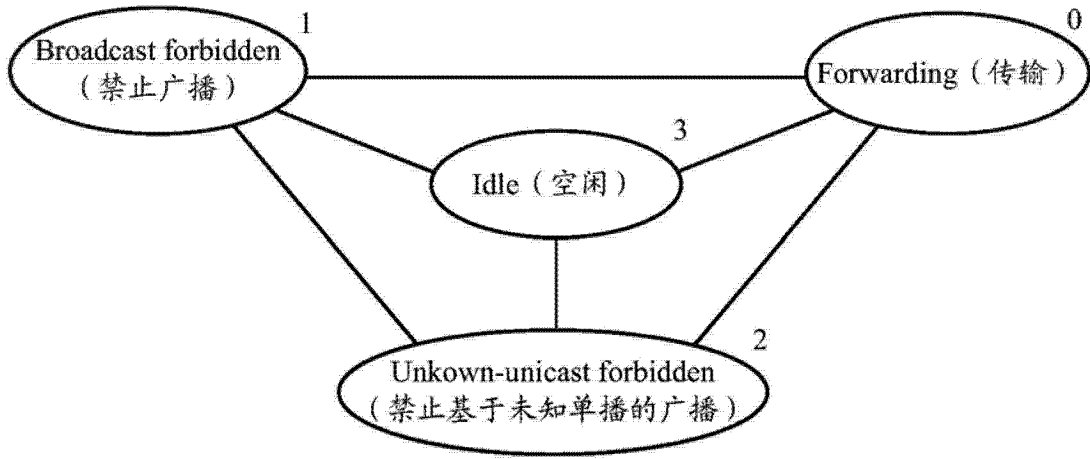 1
Broadcast forbidden
（禁止广播）
0
Forwarding（传输）
3
Idle（空闲）
2
Unkown-unicast forbidden
（禁止基于未知单播的广播）